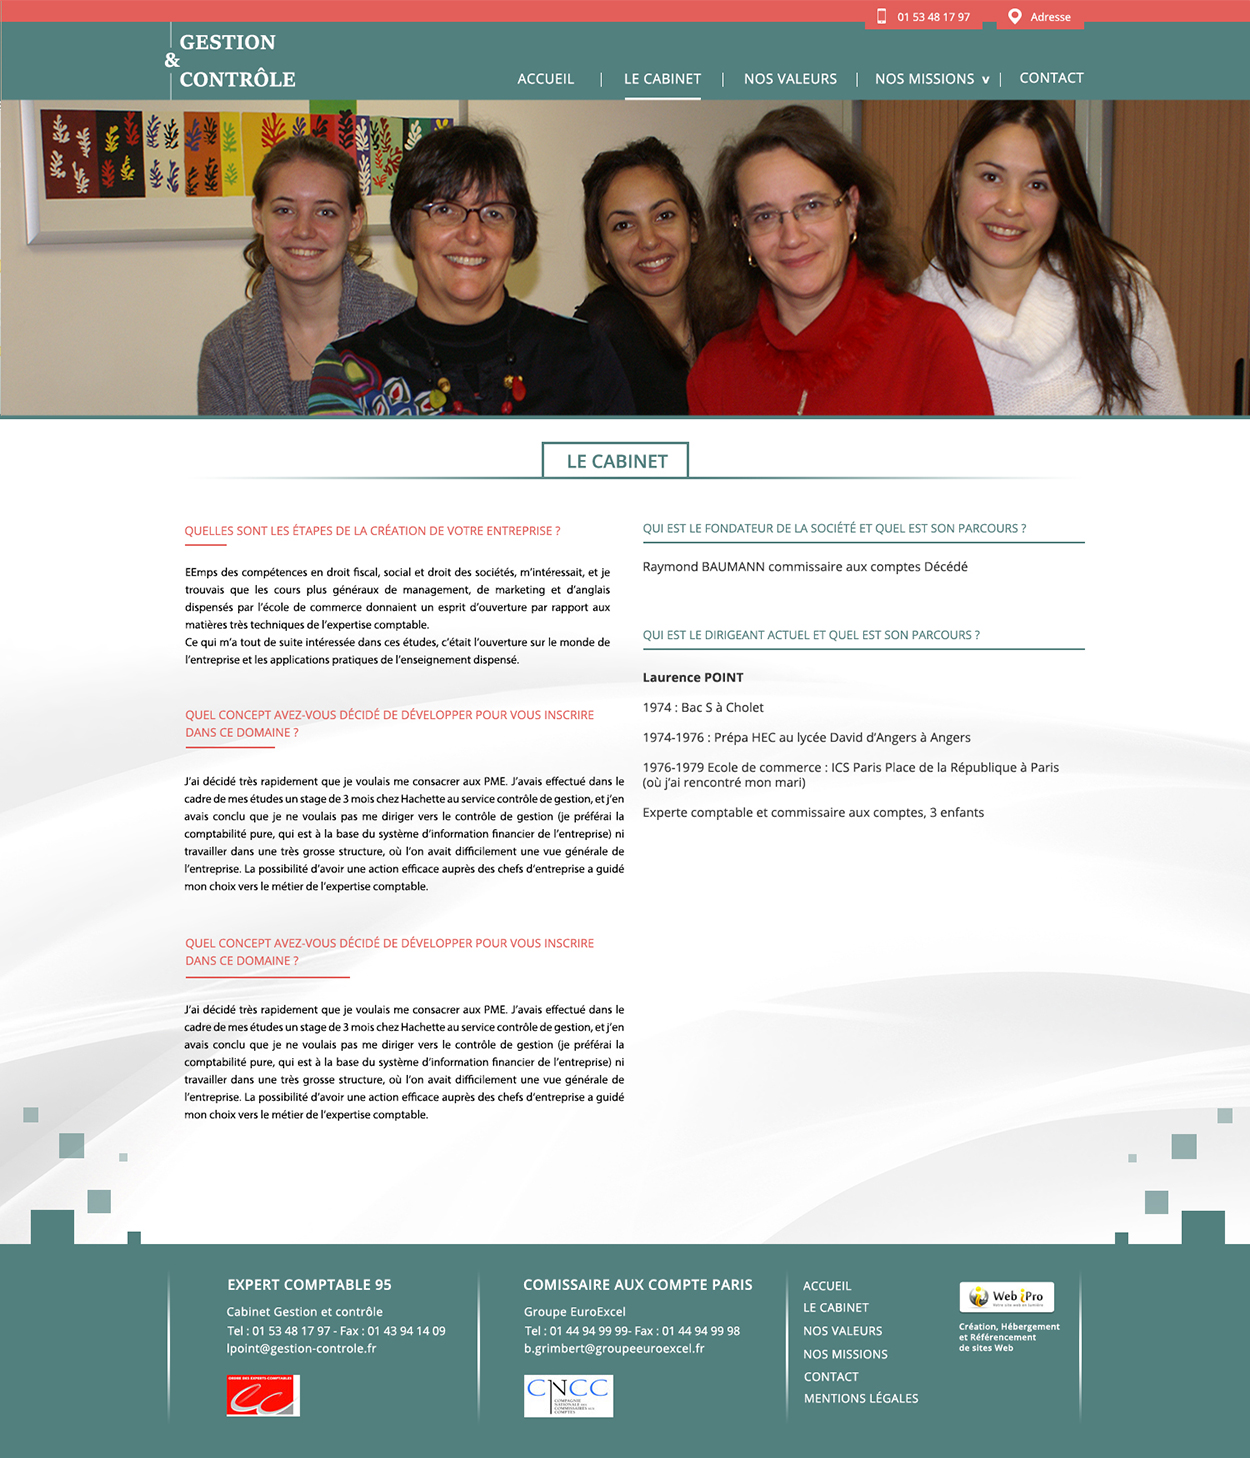 01 53 48 17 97
Adresse
GESTION
&
CONTRÔLE
ACCUEIL
LE CABINET
NOS VALEURS
NOS MISSIONS v
CONTACT
LE CABINET
QUELLES SONT LES ÉTAPES DE LA CRÉATION DE VOTRE ENTREPRISE ?
EEmps des compétences en droit fiscal, social et droit des sociétés, m'intéressait, et je
trouvais que les cours plus généraux de management, de marketing et d'anglais
dispensés par l'école de commerce donnaient un esprit d'ouverture par rapport aux
matières très techniques de l'expertise comptable.
Ce qui m'a tout de suite intéressée dans ces études, c'était l'ouverture sur le monde de
l'entreprise et les applications pratiques de l'enseignement dispensé.
QUEL CONCEPT AVEZ-VOUS DÉCIDÉ DE DÉVELOPPER POUR VOUS INSCRIRE
DANS CE DOMAINE ?
J'ai décidé très rapidement que je voulais me consacrer aux PME. J'avais effectué dans le
cadre de mes études un stage de 3 mois chez Hachette au service contrôle de gestion, et j'en
avais conclu que je ne voulais pas me diriger vers le contrôle de gestion (je préférai la
comptabilité pure, qui est à la base du système d'information financier de l'entreprise) ni
travailler dans une très grosse structure, où l'on avait difficilement une vue générale de
l'entreprise. La possibilité d'avoir une action efficace auprès des chefs d'entreprise a guidé
mon choix vers le métier de l'expertise comptable.
QUEL CONCEPT AVEZ-VOUS DÉCIDÉ DE DÉVELOPPER POUR VOUS INSCRIRE
DANS CE DOMAINE ?
J'ai décidé très rapidement que je voulais me consacrer aux PME. J'avais effectué dans le
cadre de mes études un stage de 3 mois chez Hachette au service contrôle de gestion, et j'en
avais conclu que je ne voulais pas me diriger vers le contrôle de gestion (je préférai la
comptabilité pure, qui est à la base du système d'information financier de l'entreprise) ni
travailler dans une très grosse structure, où l'on avait difficilement une vue générale de
l'entreprise. La possibilité d'avoir une action efficace auprès des chefs d'entreprise a guidé
mon choix vers le métier de l'expertise comptable.
QUI EST LE FONDATEUR DE LA SOCIÉTÉ ET QUEL EST SON PARCOURS ?
Raymond BAUMANN commissaire aux comptes Décédé
QUI EST LE DIRIGEANT ACTUEL ET QUEL EST SON PARCOURS ?
Laurence POINT
1974 : Bac S à Cholet
1974-1976 : Prépa HEC au lycée David d'Angers à Angers
1976-1979 Ecole de commerce : ICS Paris Place de la République à Paris
(où j'ai rencontré mon mari)
Experte comptable et commissaire aux comptes, 3 enfants
EXPERT COMPTABLE 95
Cabinet Gestion et contrôle
Tel : 01 53 48 17 97 - Fax : 01 43 94 14 09
lpoint@gestion-controle.fr
ORDRE DES EXPERTS-COMPTABLES
COMISSAIRE AUX COMPTE PARIS
Groupe EuroExcel
Tel : 01 44 94 99 99- Fax : 01 44 94 99 98
b.grimbert@groupeeuroexcel.fr
CNCC
COMPAGNIE
NATIONALE DES
COMMISSAIRES AUX
COMPTES
ACCUEIL
LE CABINET
NOS VALEURS
NOS MISSIONS
CONTACT
MENTIONS LÉGALES
Web iPro
Création, Hébergement
et Référencement
de sites Web